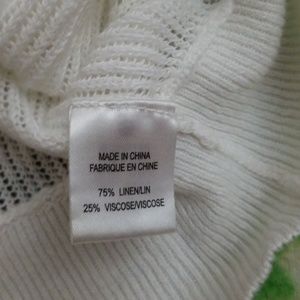 MADE IN CHINA
FABRIQUE EN CHINE
75% LINEN/LIN
25% VISCOSE/VISCOSE